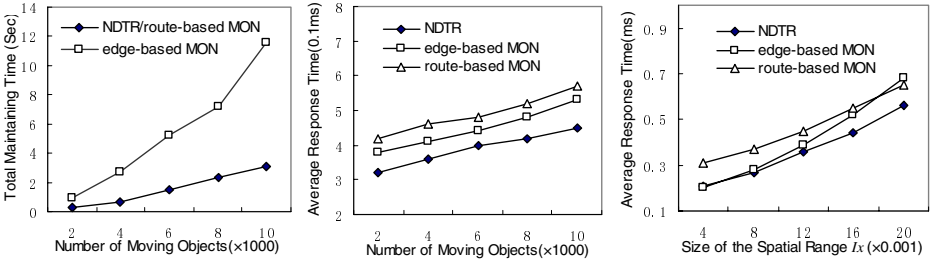 Total Maintaining Time (Sec)
14
12
10
8
6
4
2
0
NDTR/route-based MON
edge-based MON
2 4 6 8 10
Number of Moving Objects(×1000)
Average Response Time(0.1ms)
8
7
6
5
4
3
2
NDTR
edge-based MON
route-based MON
2 4 6 8 10
Number of Moving Objects(×1000)
Average Response Time(ms)
0.9
0.7
0.5
0.3
0.1
NDTR
edge-based MON
route-based MON
4 8 12 16 20
Size of the Spatial Range Ix (×0.001)